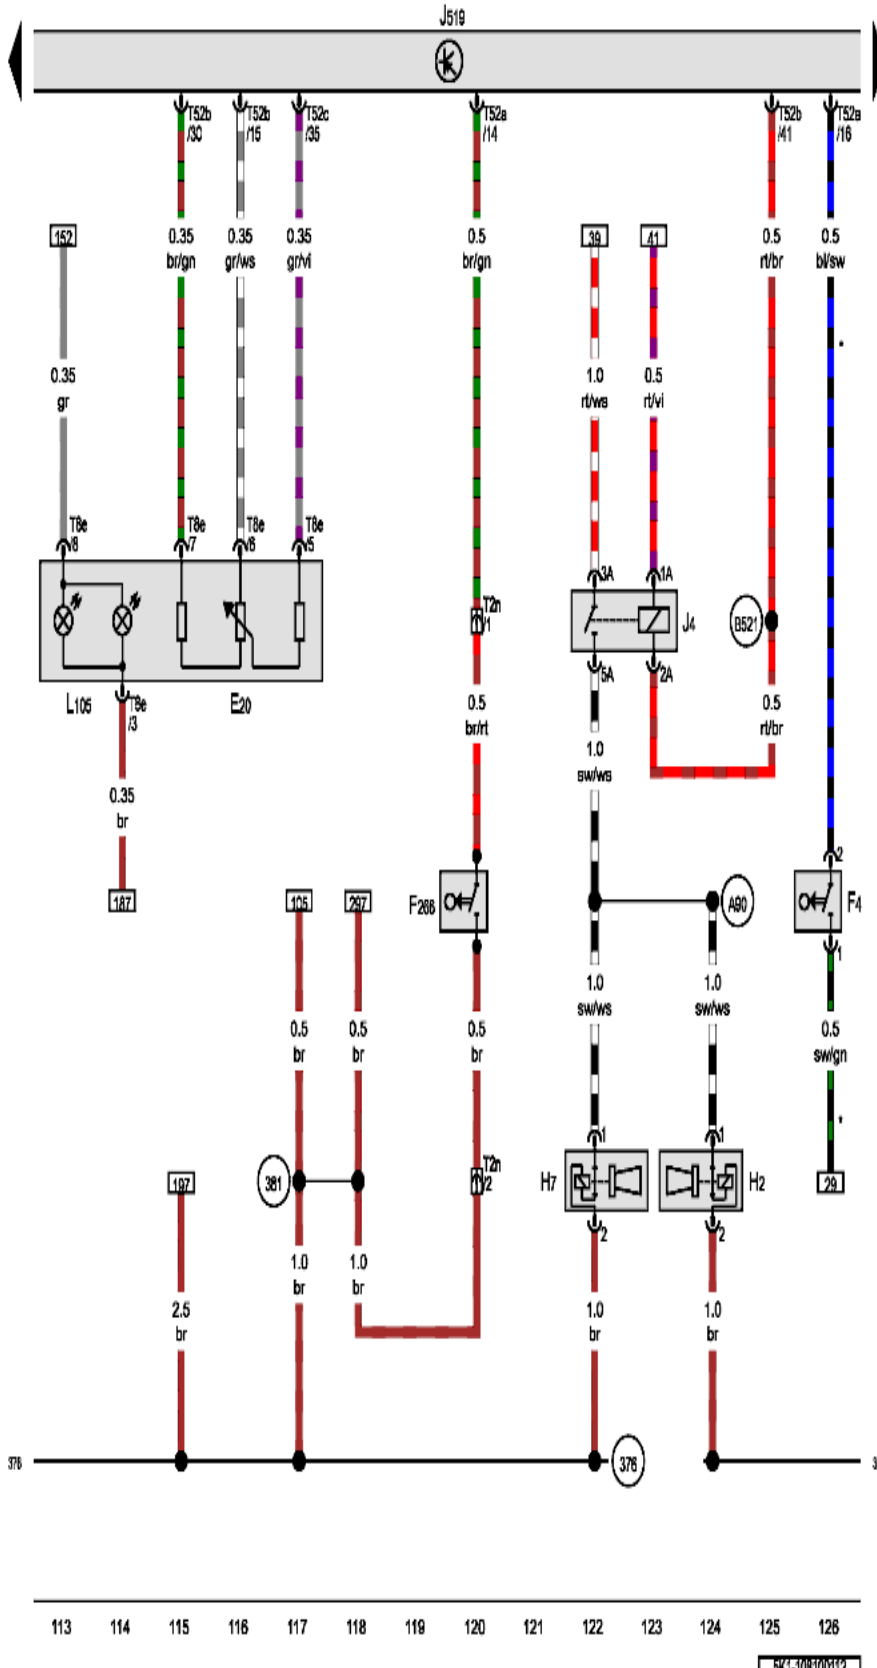 J519
T52b /30
T52b /15
T52c /35
T52a /14
T52b /41
T52a /16
152
0.35 br/gn
0.35 gr/ws
0.35 gr/vi
0.5 br/gn
39
41
0.5 rt/br
0.5 bl/sw
*
0.35 gr
1.0 rt/ws
0.5 rt/vi
T8e /8
T8e /7
T8e /6
T8e /5
3A
1A
T2n /1
J4
B521
5A
2A
L105
T8e /3
E20
0.5 br/rt
0.5 rt/br
1.0 sw/ws
0.35 br
2
187
105
297
F266
A90
F4
1
1.0 sw/ws
1.0 sw/ws
0.5 br
0.5 br
0.5 br
0.5 sw/gn
*
1
1
197
381
T2n /2
H7
H2
29
2
2
1.0 br
1.0 br
2.5 br
1.0 br
1.0 br
376
376
3
113 114 115 116 117 118 119 120 121 122 123 124 125 126